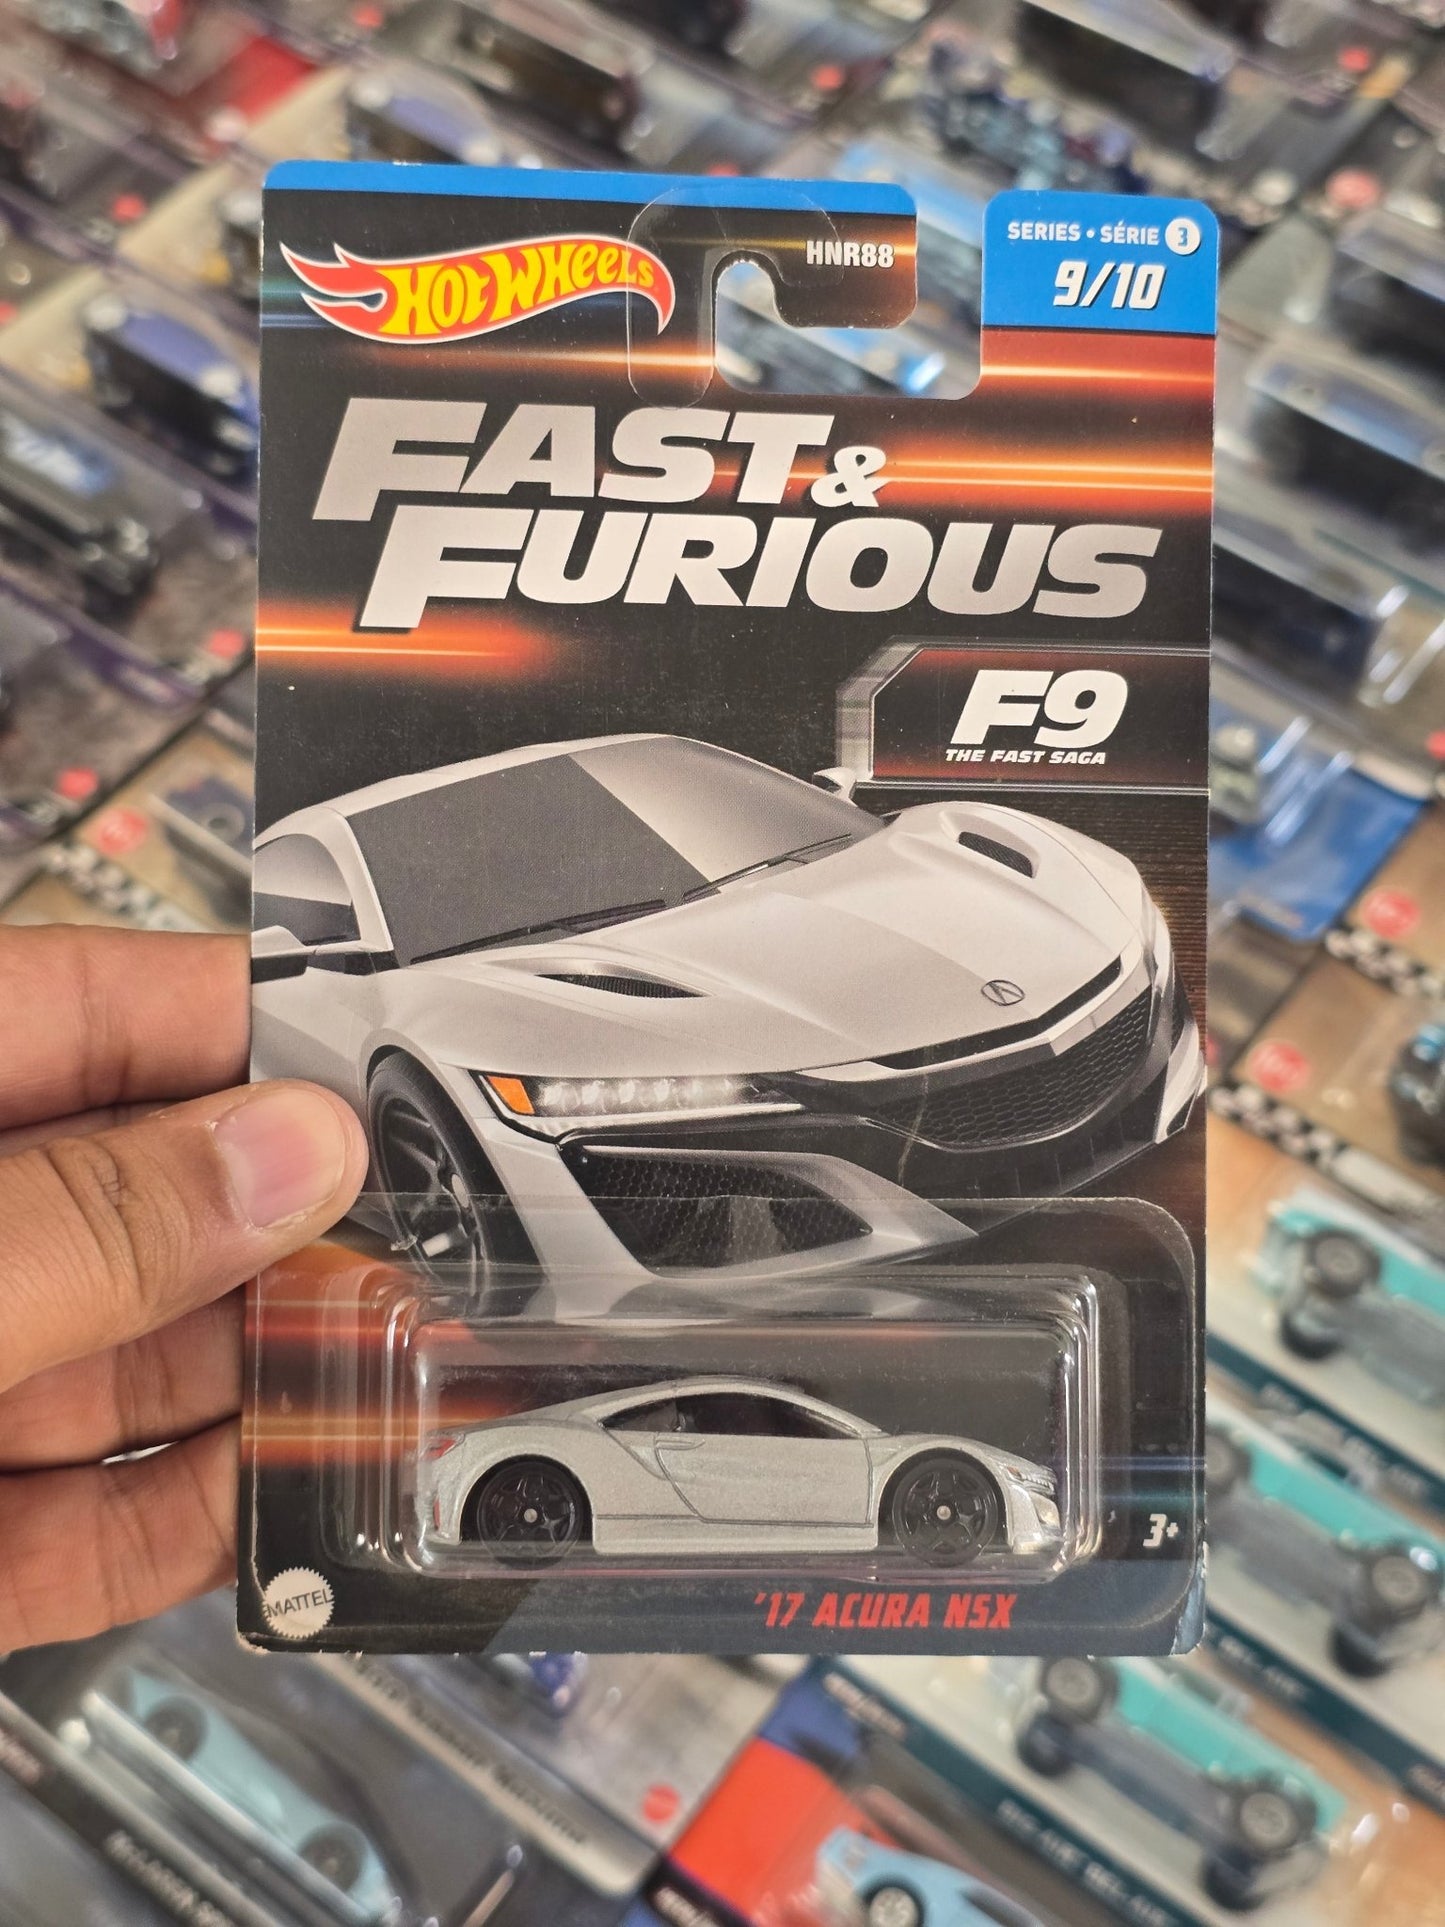 HOT WHEELS
HNR88
SERIES • SÉRIE 3
9/10
FAST &
FURIOUS
F9
THE FAST SAGA
3+
MATTEL
'17 ACURA NSX